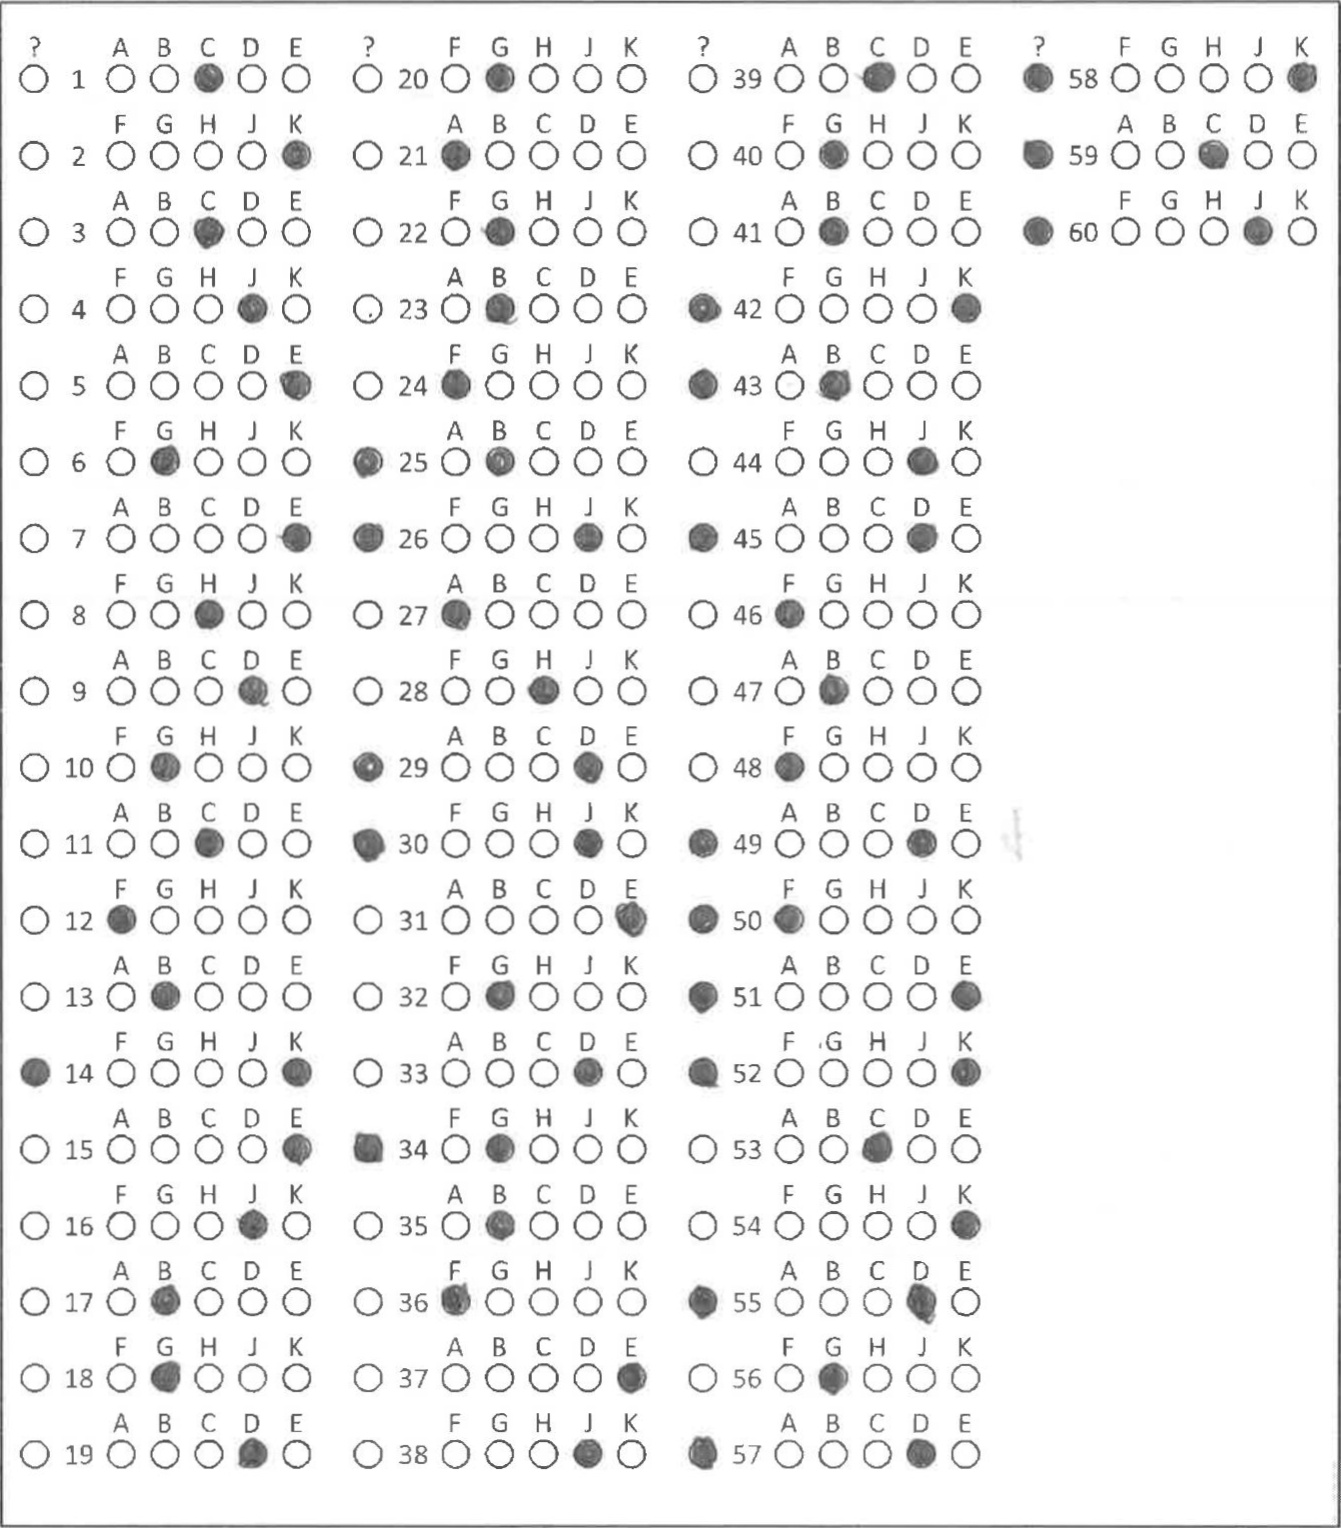 ? A B C D E ? F G H J K ? A B C D E ? F G H J K
1 20 39 58
F G H J K A B C D E F G H J K A B C D E
2 21 40 59
A B C D E F G H J K A B C D E F G H J K
3 22 41 60
F G H J K A B C D E F G H J K
4 23 42
A B C D E F G H J K A B C D E
5 24 43
F G H J K A B C D E F G H J K
6 25 44
A B C D E F G H J K A B C D E
7 26 45
F G H J K A B C D E F G H J K
8 27 46
A B C D E F G H J K A B C D E
9 28 47
F G H J K A B C D E F G H J K
10 29 48
A B C D E F G H J K A B C D E
11 30 49
F G H J K A B C D E F G H J K
12 31 50
A B C D E F G H J K A B C D E
13 32 51
F G H J K A B C D E F G H J K
14 33 52
A B C D E F G H J K A B C D E
15 34 53
F G H J K A B C D E F G H J K
16 35 54
A B C D E F G H J K A B C D E
17 36 55
F G H J K A B C D E F G H J K
18 37 56
A B C D E F G H J K A B C D E
19 38 57